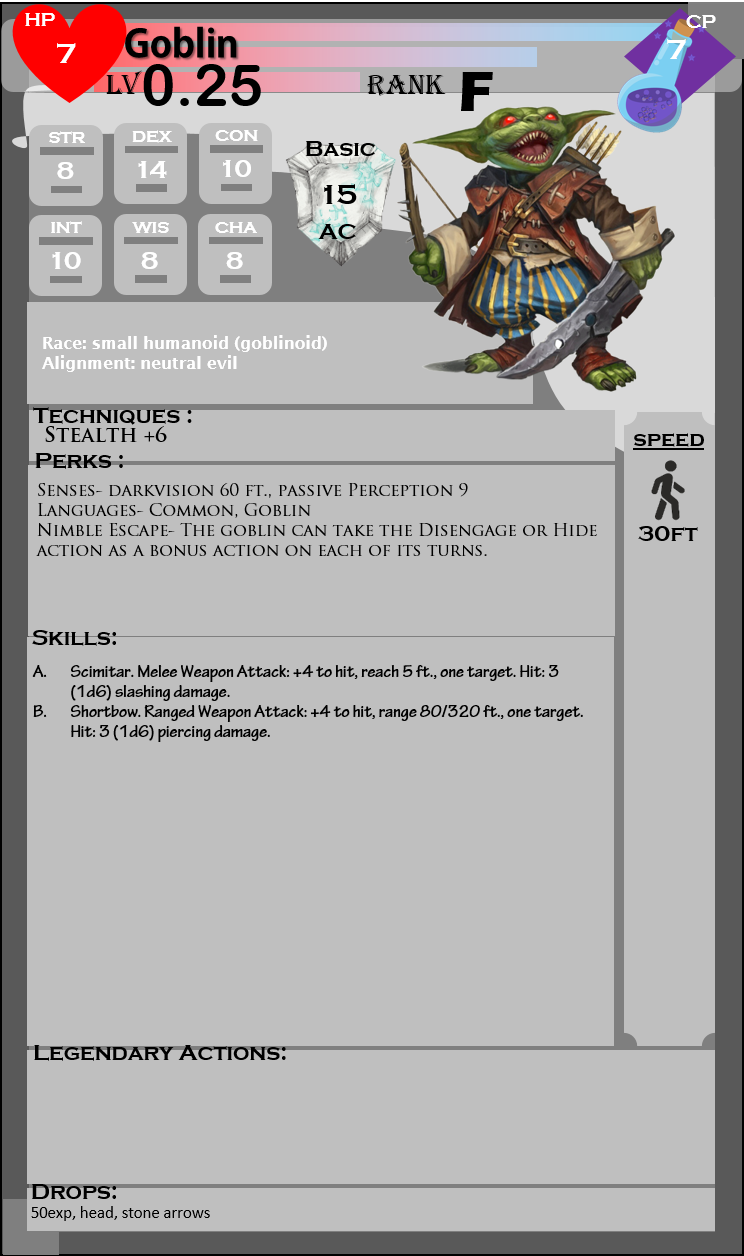 HP
7
Goblin
CP
7
LV 0.25
RANK F
STR
8
DEX
14
CON
10
INT
10
WIS
8
CHA
8
BASIC
15
AC
Race: small humanoid (goblinoid)
Alignment: neutral evil
TECHNIQUES :
STEALTH +6
PERKS :
SENSES- DARKVISION 60 FT., PASSIVE PERCEPTION 9
LANGUAGES- COMMON, GOBLIN
NIMBLE ESCAPE- THE GOBLIN CAN TAKE THE DISENGAGE OR HIDE
ACTION AS A BONUS ACTION ON EACH OF ITS TURNS.
SPEED
30FT
SKILLS:
A. Scimitar. Melee Weapon Attack: +4 to hit, reach 5 ft., one target. Hit: 3
(1d6) slashing damage.
B. Shortbow. Ranged Weapon Attack: +4 to hit, range 80/320 ft., one target.
Hit: 3 (1d6) piercing damage.
LEGENDARY ACTIONS:
DROPS:
50exp, head, stone arrows